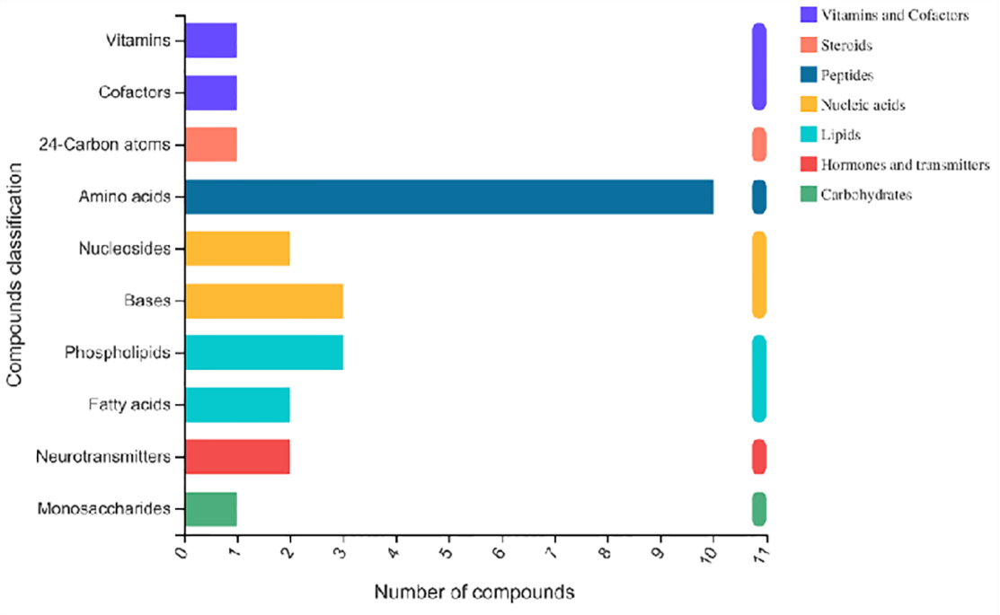 Vitamins
Cofactors
24-Carbon atoms
Amino acids
Nucleosides
Bases
Phospholipids
Fatty acids
Neurotransmitters
Monosaccharides
Compounds classification
0 1 2 3 4 5 6 7 8 9 10 11
Number of compounds
Vitamins and Cofactors
Steroids
Peptides
Nucleic acids
Lipids
Hormones and transmitters
Carbohydrates